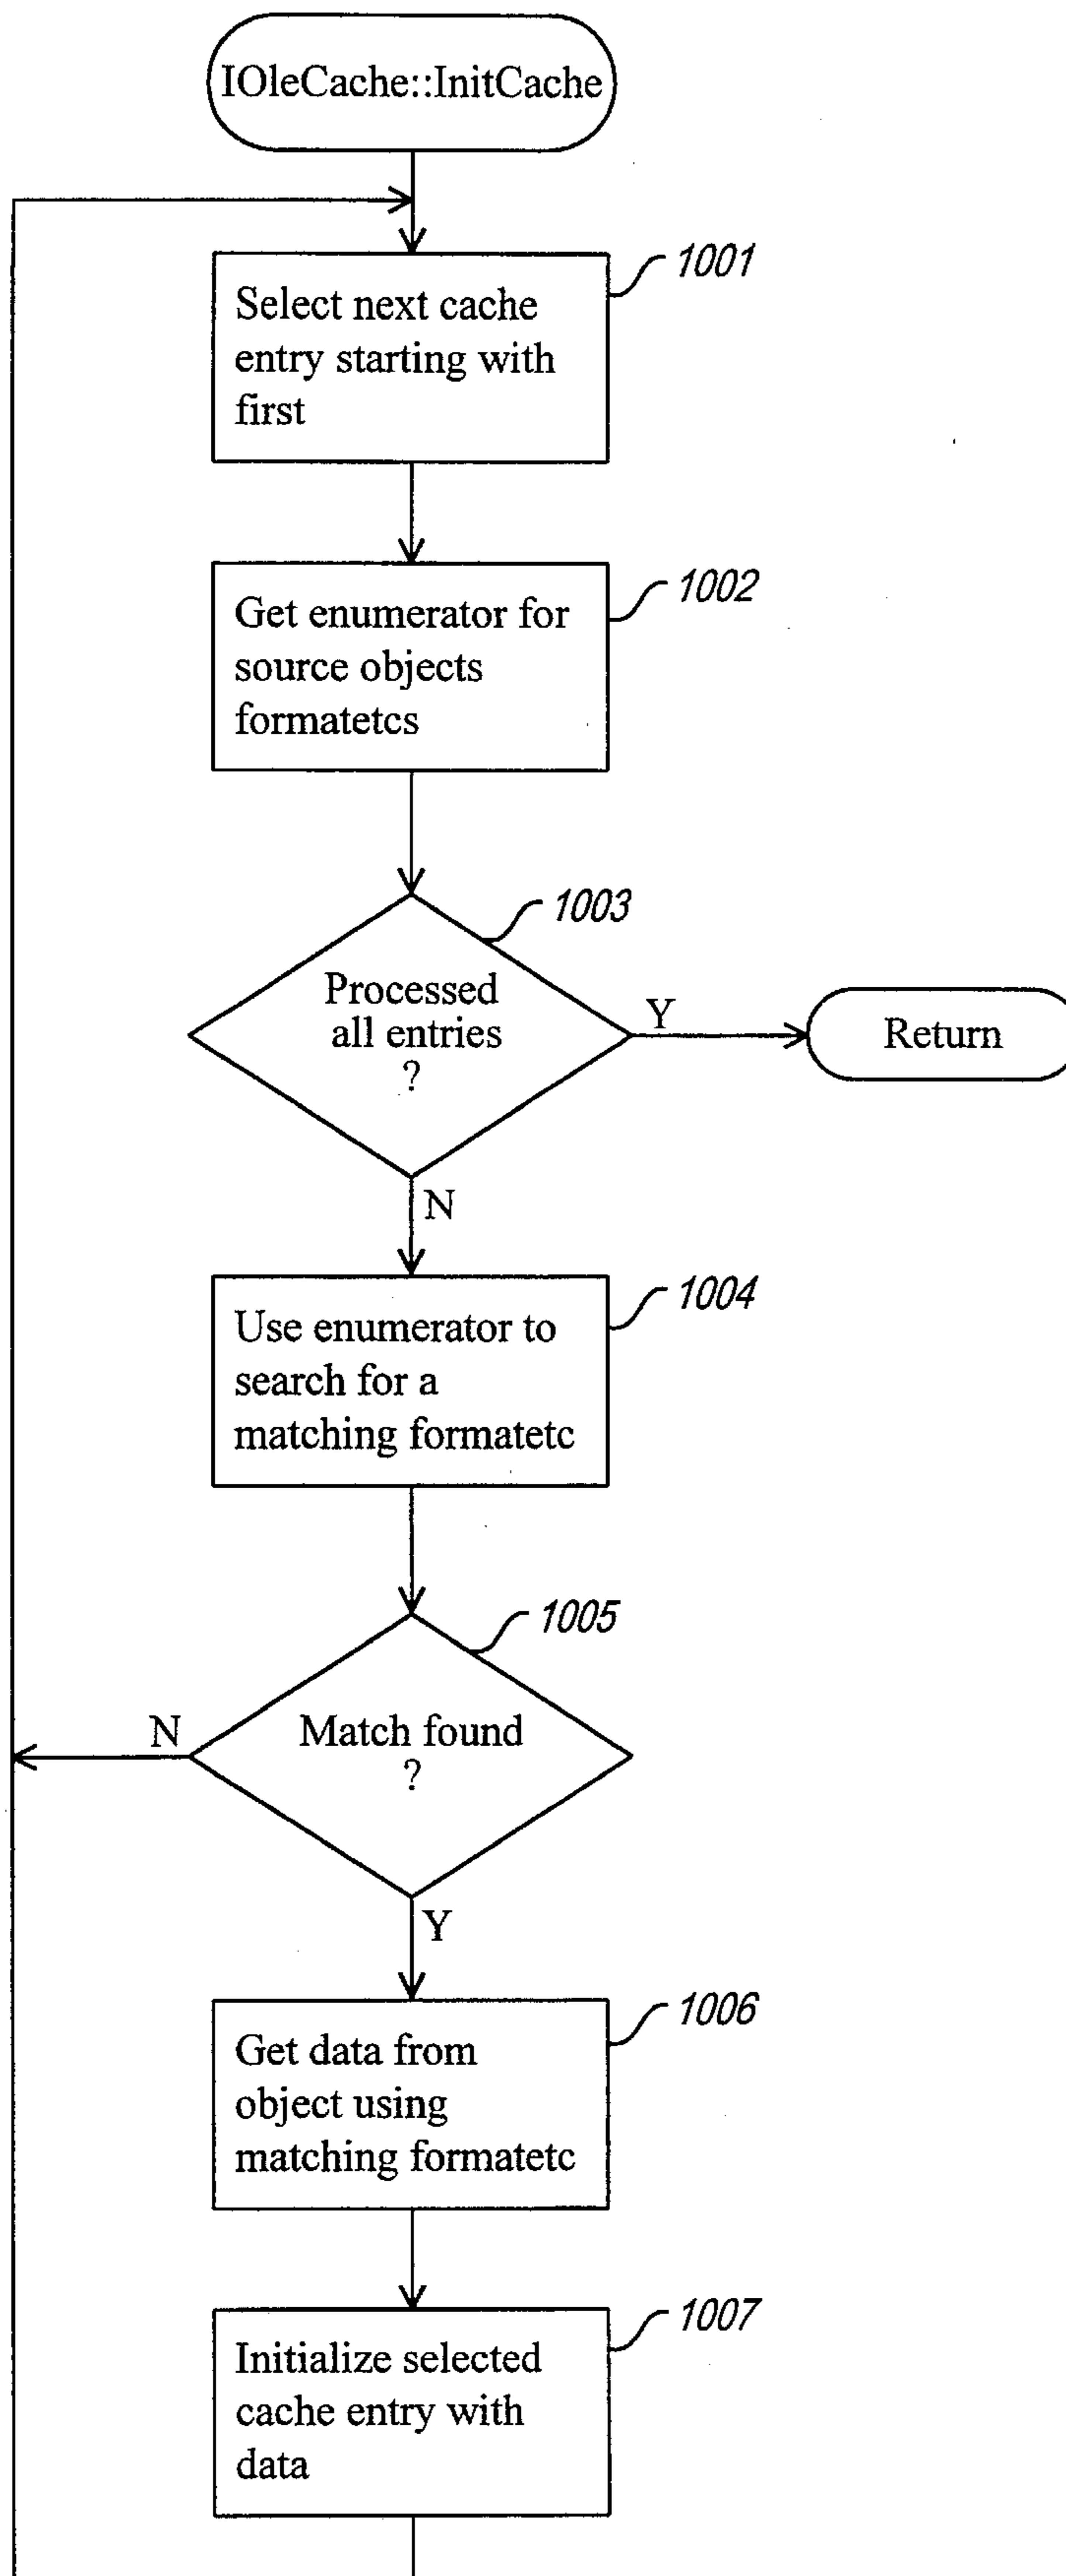 IOleCache::InitCache
1001
Select next cache
entry starting with
first
1002
Get enumerator for
source objects
formatetcs
1003
Processed
all entries
?
Y
Return
N
1004
Use enumerator to
search for a
matching formatetc
1005
Match found
?
N
Y
1006
Get data from
object using
matching formatetc
1007
Initialize selected
cache entry with
data